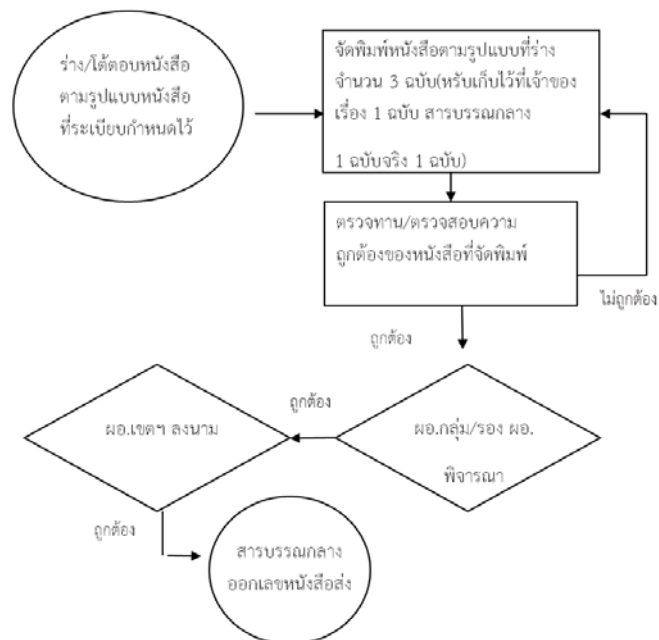 ร่าง/โต้ตอบหนังสือ
ตามรูปแบบหนังสือ
ที่ระเบียบกำหนดไว้
จัดพิมพ์หนังสือตามรูปแบบที่ร่าง
จำนวน 3 ฉบับ(หรับเก็บไว้ที่เจ้าของ
เรื่อง 1 ฉบับ สารบรรณกลาง
1 ฉบับจริง 1 ฉบับ)
ตรวจทาน/ตรวจสอบความ
ถูกต้องของหนังสือที่จัดพิมพ์
ไม่ถูกต้อง
ถูกต้อง
ผอ.กลุ่ม/รอง ผอ.
พิจารณา
ถูกต้อง
ผอ.เขตฯ ลงนาม
ถูกต้อง
สารบรรณกลาง
ออกเลขหนังสือส่ง